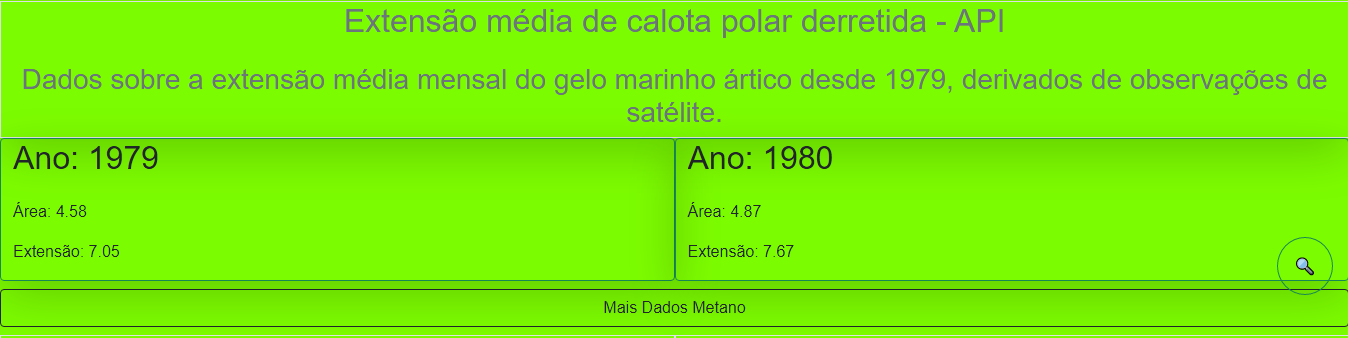 Extensão média de calota polar derretida - API
Dados sobre a extensão média mensal do gelo marinho ártico desde 1979, derivados de observações de
satélite.
Ano: 1979
Área: 4.58
Extensão: 7.05
Ano: 1980
Área: 4.87
Extensão: 7.67
Mais Dados Metano